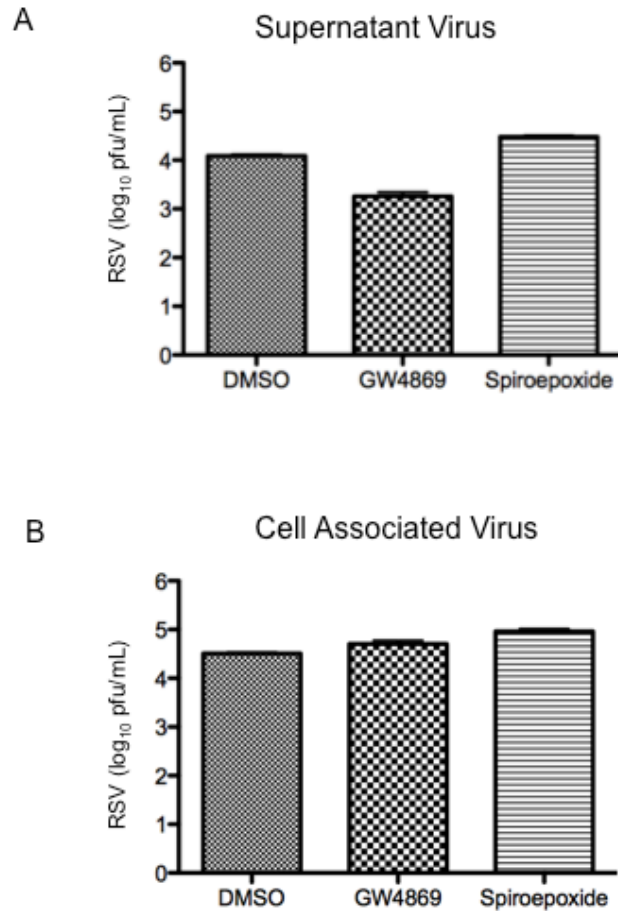 A
Supernatant Virus
RSV (log₁₀ pfu/mL)
6
5
4
3
2
1
0
DMSO GW4869 Spiroepoxide
B
Cell Associated Virus
RSV (log₁₀ pfu/mL)
6
5
4
3
2
1
0
DMSO GW4869 Spiroepoxide